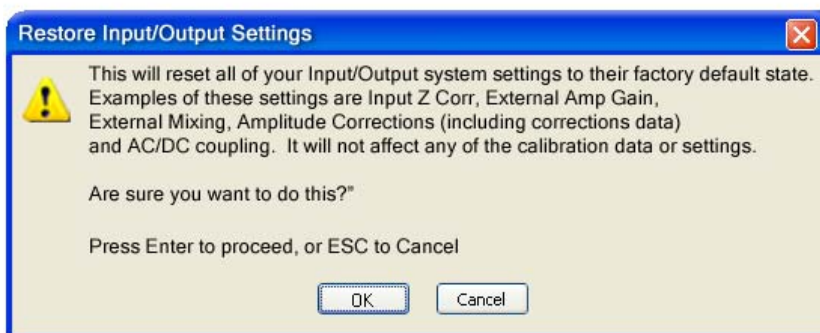 Restore Input/Output Settings
This will reset all of your Input/Output system settings to their factory default state.
Examples of these settings are Input Z Corr, External Amp Gain,
External Mixing, Amplitude Corrections (including corrections data)
and AC/DC coupling.  It will not affect any of the calibration data or settings.
Are sure you want to do this?”
Press Enter to proceed, or ESC to Cancel
OK
Cancel